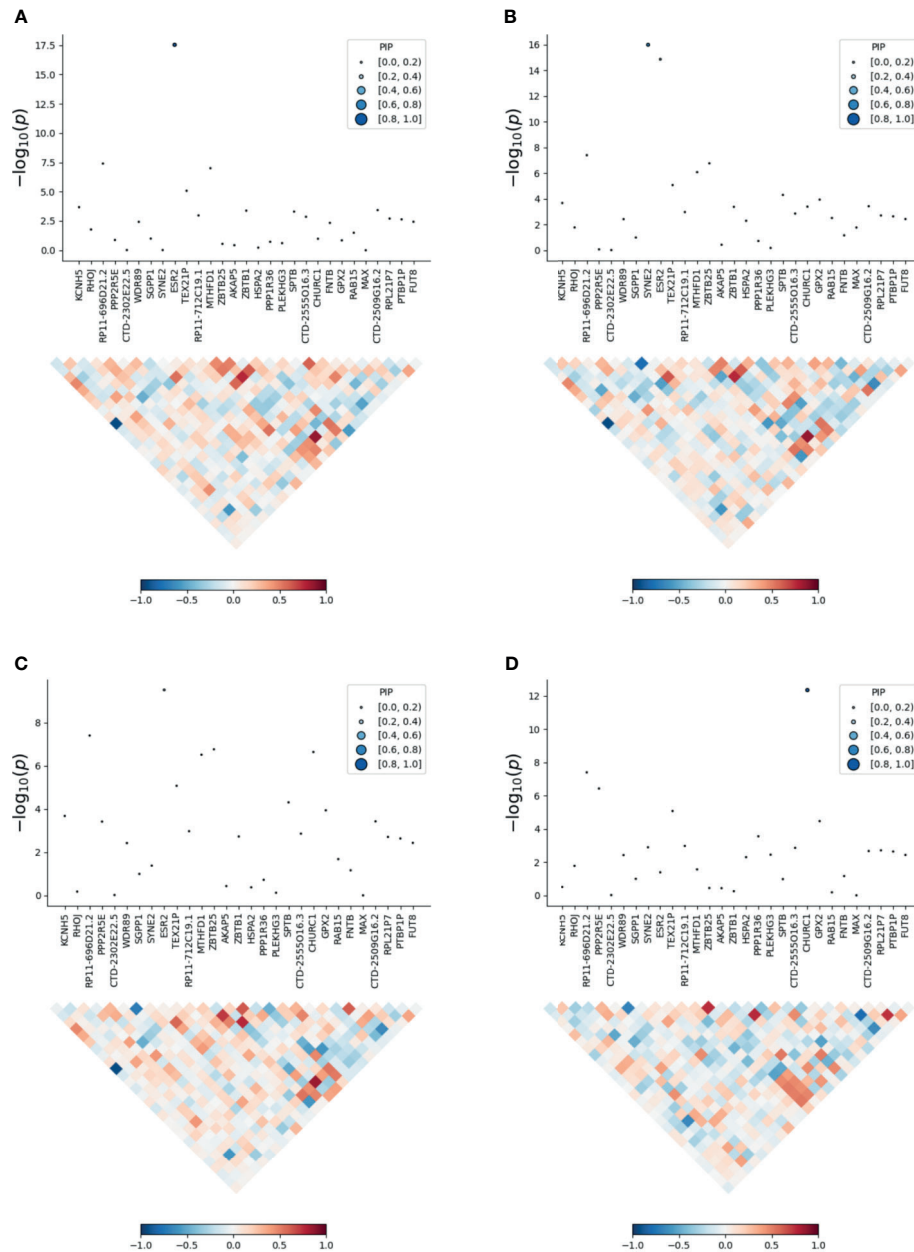 A
−log10(p)
17.5
15.0
12.5
10.0
7.5
5.0
2.5
0.0
PIP
[0.0, 0.2)
[0.2, 0.4)
[0.4, 0.6)
[0.6, 0.8)
[0.8, 1.0]
KCNH5
RHOJ
RP11-696D21.2
PPP2R5E
CTD-2302E22.5
WDR89
SGPP1
SYNE2
ESR2
TEX21P
RP11-712C19.1
MTHFD1
ZBTB25
AKAP5
ZBTB1
HSPA2
PPP1R36
PLEKHG3
SPTB
CTD-2555O16.3
CHURC1
FNTB
GPX2
RAB15
MAX
CTD-2509G16.2
RPL21P7
PTBP1P
FUT8
−1.0
−0.5
0.0
0.5
1.0
B
−log10(p)
16
14
12
10
8
6
4
2
0
PIP
[0.0, 0.2)
[0.2, 0.4)
[0.4, 0.6)
[0.6, 0.8)
[0.8, 1.0]
KCNH5
RHOJ
RP11-696D21.2
PPP2R5E
CTD-2302E22.5
WDR89
SGPP1
SYNE2
ESR2
TEX21P
RP11-712C19.1
MTHFD1
ZBTB25
AKAP5
ZBTB1
HSPA2
PPP1R36
PLEKHG3
SPTB
CTD-2555O16.3
CHURC1
GPX2
RAB15
FNTB
MAX
CTD-2509G16.2
RPL21P7
PTBP1P
FUT8
−1.0
−0.5
0.0
0.5
1.0
C
−log10(p)
8
6
4
2
0
PIP
[0.0, 0.2)
[0.2, 0.4)
[0.4, 0.6)
[0.6, 0.8)
[0.8, 1.0]
KCNH5
RHOJ
RP11-696D21.2
PPP2R5E
CTD-2302E22.5
WDR89
SGPP1
SYNE2
ESR2
TEX21P
RP11-712C19.1
MTHFD1
ZBTB25
AKAP5
ZBTB1
HSPA2
PPP1R36
PLEKHG3
SPTB
CTD-2555O16.3
CHURC1
GPX2
RAB15
FNTB
MAX
CTD-2509G16.2
RPL21P7
PTBP1P
FUT8
−1.0
−0.5
0.0
0.5
1.0
D
−log10(p)
12
10
8
6
4
2
0
PIP
[0.0, 0.2)
[0.2, 0.4)
[0.4, 0.6)
[0.6, 0.8)
[0.8, 1.0]
KCNH5
RHOJ
RP11-696D21.2
PPP2R5E
CTD-2302E22.5
WDR89
SGPP1
SYNE2
ESR2
TEX21P
RP11-712C19.1
MTHFD1
ZBTB25
AKAP5
ZBTB1
HSPA2
PPP1R36
PLEKHG3
SPTB
CTD-2555O16.3
CHURC1
GPX2
RAB15
FNTB
MAX
CTD-2509G16.2
RPL21P7
PTBP1P
FUT8
−1.0
−0.5
0.0
0.5
1.0